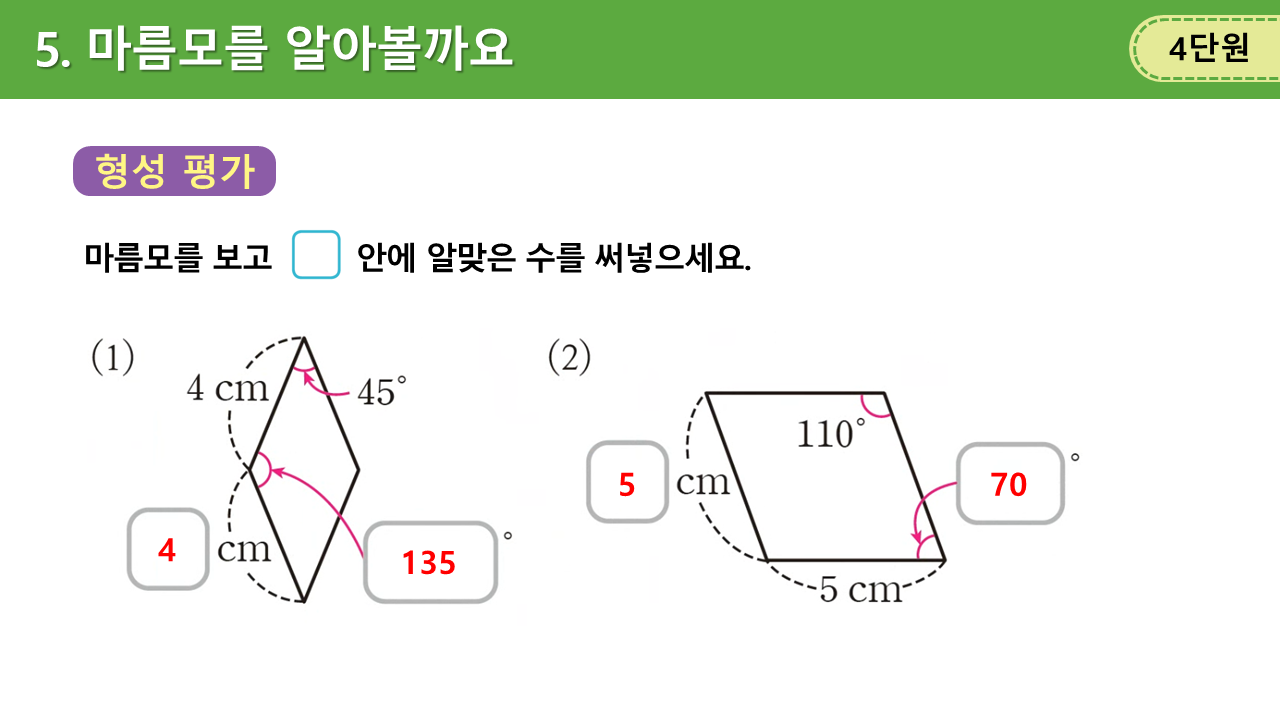 5. 마름모를 알아볼까요
4단원
형성 평가
마름모를 보고 안에 알맞은 수를 써넣으세요.
(1)
4 cm
45°
4 cm
135°
(2)
110°
5 cm
70°
5 cm